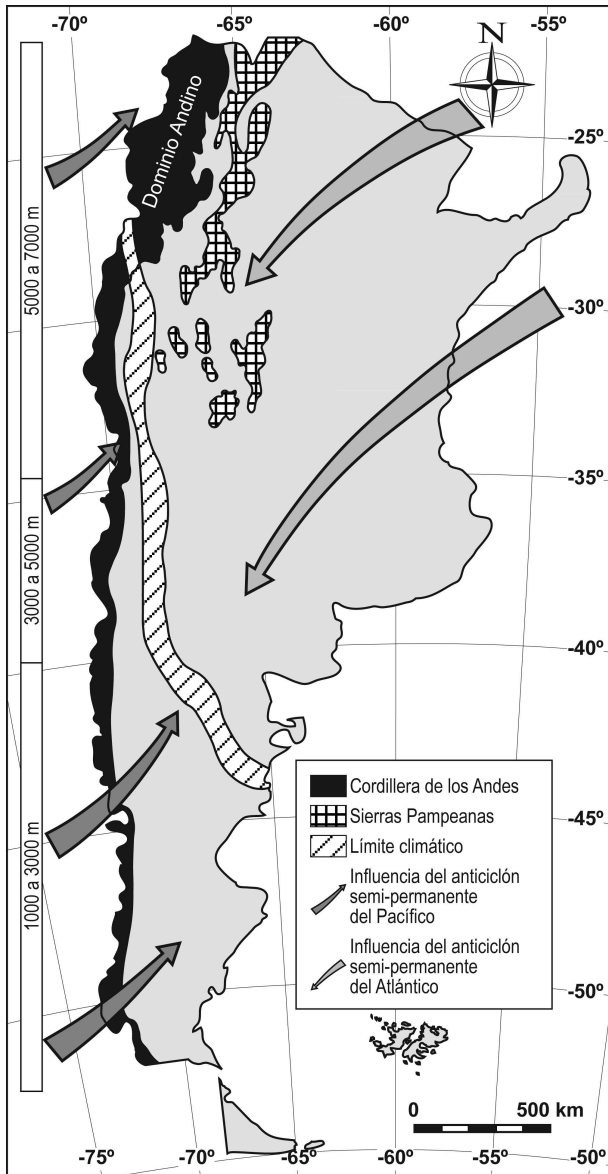 -70º -65º -60º -55º
N
-25º
Dominio Andino
5000 a 7000 m
-30º
-35º
3000 a 5000 m
-40º
1000 a 3000 m
Cordillera de los Andes
Sierras Pampeanas
Límite climático
Influencia del anticiclón
semi-permanente
del Pacífico
Influencia del anticiclón
semi-permanente
del Atlántico
-45º
-50º
0 500 km
-75º -70º -65º -60º -55º -50º